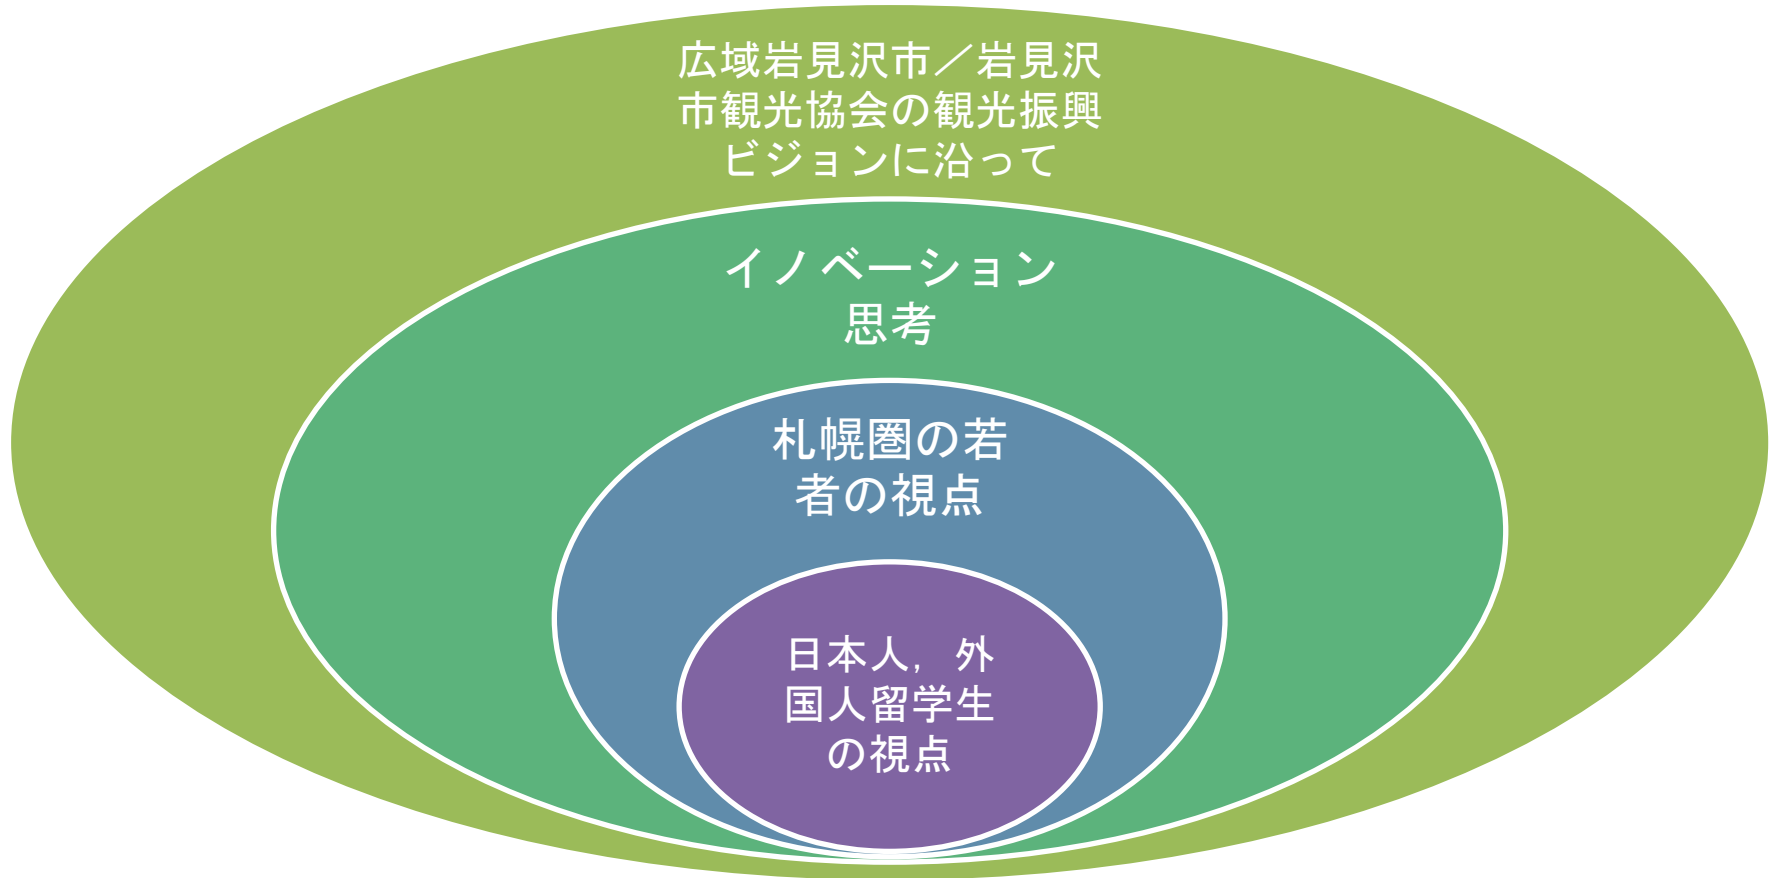 広域岩見沢市／岩見沢
市観光協会の観光振興
ビジョンに沿って
イノベーション
思考
札幌圏の若
者の視点
日本人，外
国人留学生
の視点